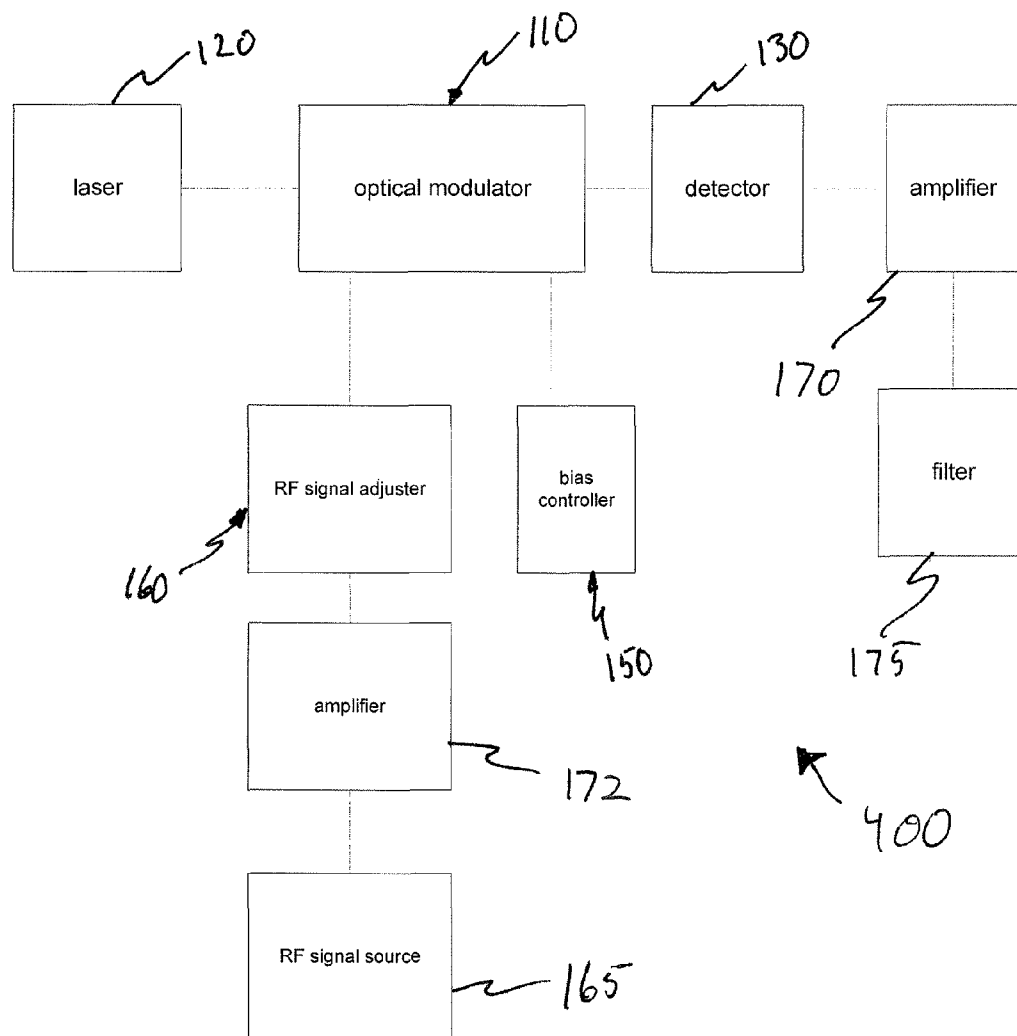 120
110
130
laser
optical modulator
detector
amplifier
170
RF signal adjuster
bias
controller
filter
160
150
175
amplifier
172
400
RF signal source
165